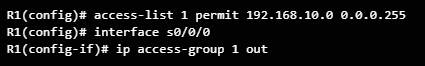 R1(config)# access-list 1 permit 192.168.10.0 0.0.0.255
R1(config)# interface s0/0/0
R1(config-if)# ip access-group 1 out